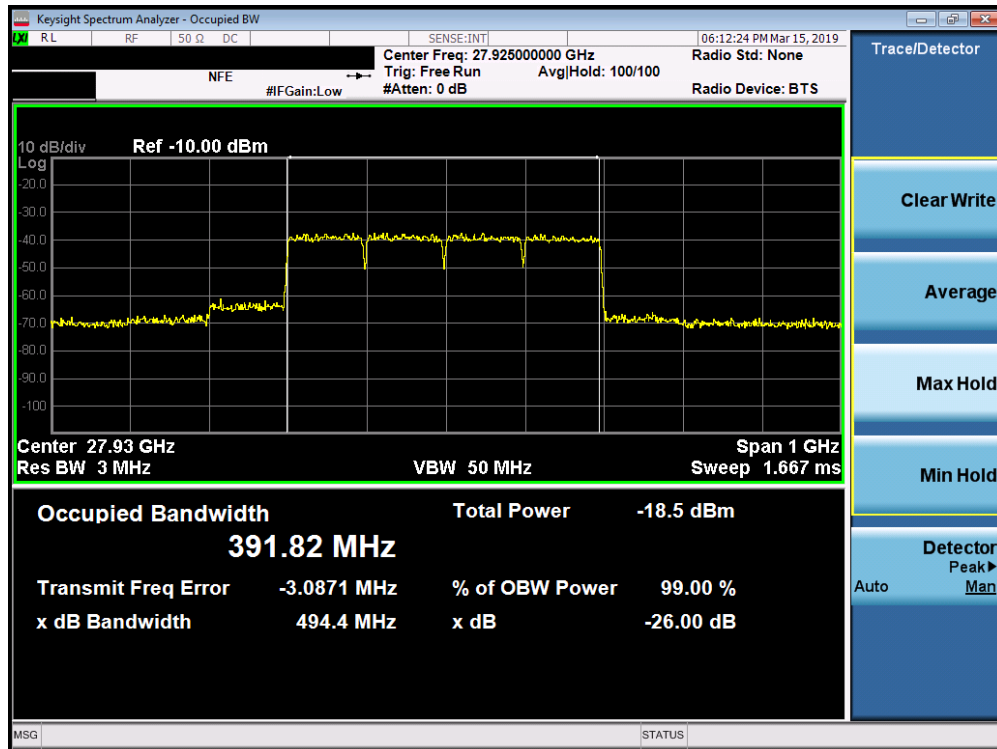 Keysight Spectrum Analyzer - Occupied BW
LXI RL RF 50 Ω DC SENSE:INT 06:12:24 PM Mar 15, 2019
Center Freq: 27.925000000 GHz Radio Std: None
NFE Trig: Free Run Avg|Hold: 100/100
#IFGain:Low #Atten: 0 dB Radio Device: BTS
10 dB/div Ref -10.00 dBm
Log
-20.0
-30.0
-40.0
-50.0
-60.0
-70.0
-80.0
-90.0
-100
Center 27.93 GHz Span 1 GHz
Res BW 3 MHz VBW 50 MHz Sweep 1.667 ms
Occupied Bandwidth Total Power -18.5 dBm
391.82 MHz
Transmit Freq Error -3.0871 MHz % of OBW Power 99.00 %
x dB Bandwidth 494.4 MHz x dB -26.00 dB
MSG STATUS
Trace/Detector
Clear Write
Average
Max Hold
Min Hold
Detector
Peak▶
Auto Man